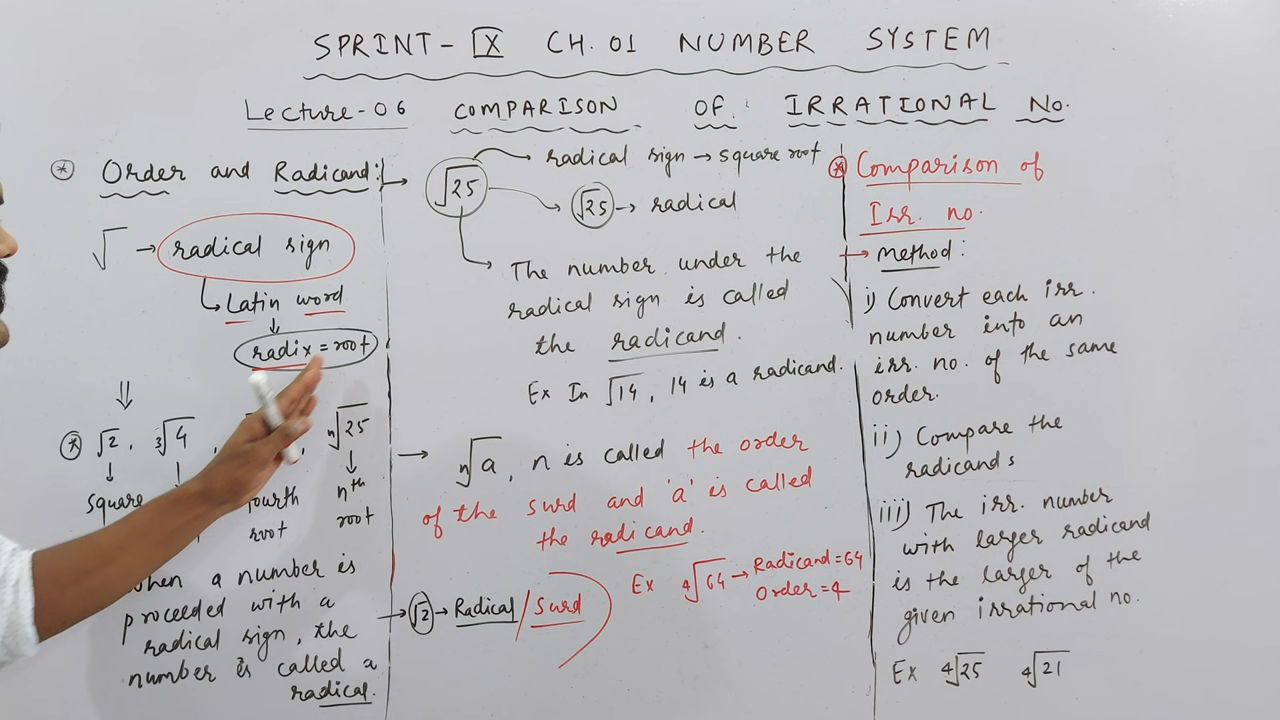 SPRINT-IX CH. 01 NUMBER SYSTEM
Lecture-06 COMPARISON OF IRRATIONAL No.
* Order and Radicand:
√ → radical sign
Latin word
radix = root
* √2, ³√4, , ⁿ√25
square fourth nth
root root
when a number is
proceeded with a
radical sign, the
number is called a
radical.
→ √25 → radical sign → square root
√25 → radical
The number under the
radical sign is called
the radicand.
Ex In √14, 14 is a radicand.
→ ⁿ√a, n is called the order
of the surd and 'a' is called
the radicand.
Ex ⁴√64 → Radicand = 64
Order = 4
→ √2 → Radical / Surd
* Comparison of
Irr. no.
→ Method:
i) Convert each irr.
number into an
irr. no. of the same
order.
ii) Compare the
radicands
iii) The irr. number
with larger radicand
is the larger of the
given irrational no.
Ex ⁴√25 ⁴√21